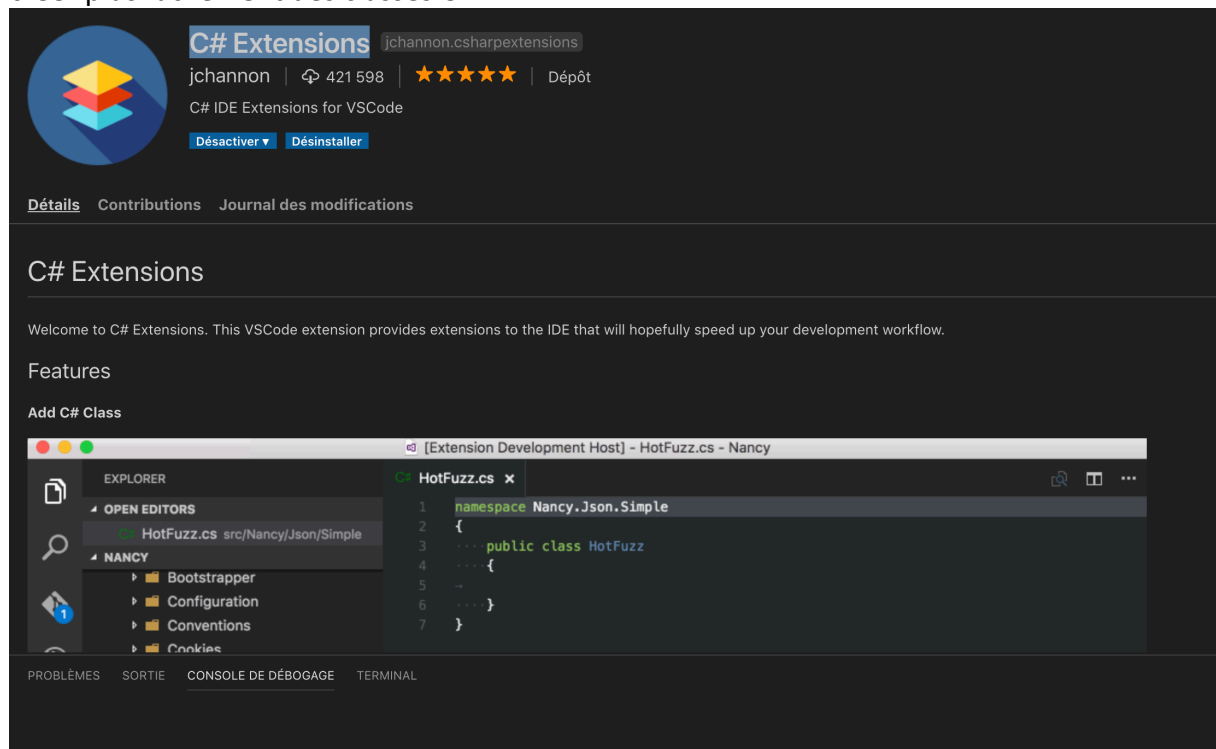 C# Extensions jchannon.csharpextensions
jchannon 421 598 Dépôt
C# IDE Extensions for VSCode
Désactiver Désinstaller
Détails Contributions Journal des modifications
C# Extensions
Welcome to C# Extensions. This VSCode extension provides extensions to the IDE that will hopefully speed up your development workflow.
Features
Add C# Class
[Extension Development Host] - HotFuzz.cs - Nancy
EXPLORER
OPEN EDITORS
C# HotFuzz.cs src/Nancy/Json/Simple
NANCY
Bootstrapper
Configuration
Conventions
Cookies
1
C# HotFuzz.cs ×
1 namespace Nancy.Json.Simple
2 {
3 ····public class HotFuzz
4 ····{
5 →
6 ····}
7 }
PROBLÈMES SORTIE CONSOLE DE DÉBOGAGE TERMINAL